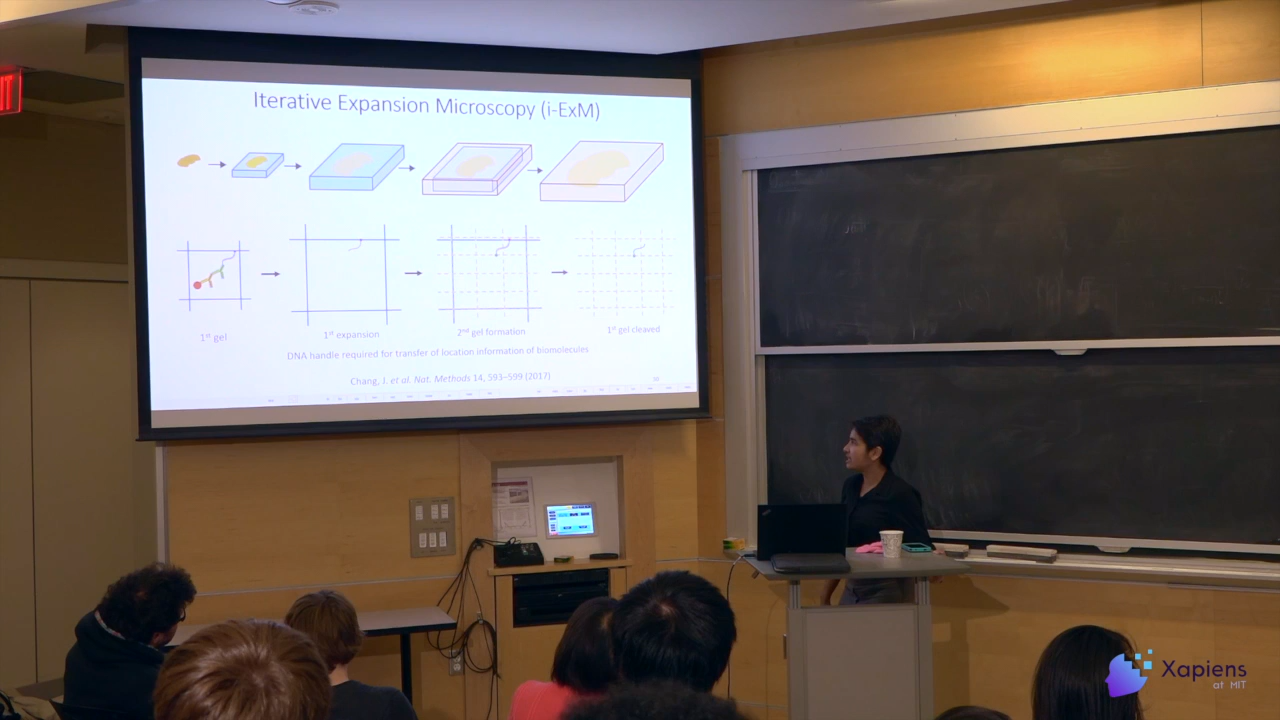 Iterative Expansion Microscopy (i-ExM)
1st gel
1st expansion
2nd gel formation
1st gel cleaved
DNA handle required for transfer of location information of biomolecules
Chang, J. et al. Nat. Methods 14, 593–599 (2017)
Xapiens
at MIT